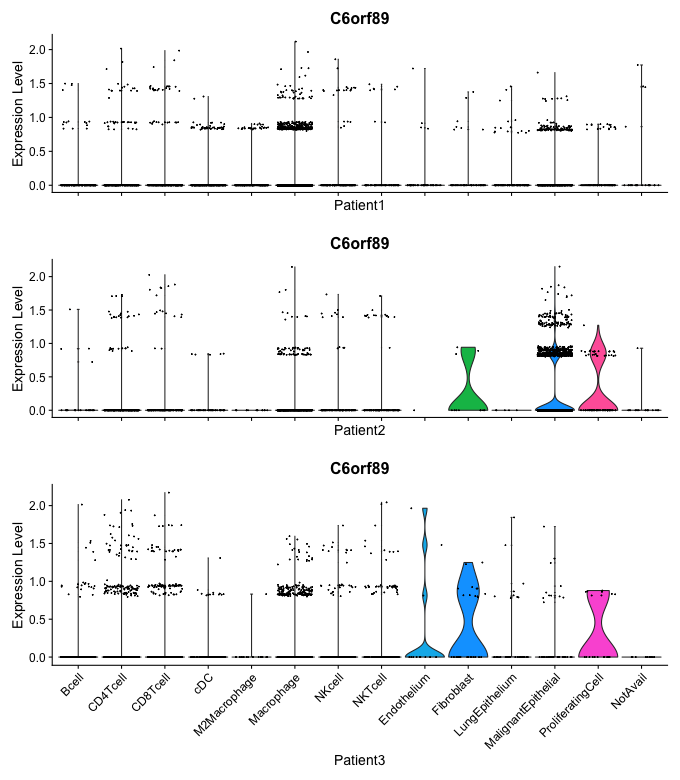 C6orf89
Expression Level
2.0
1.5
1.0
0.5
0.0
Patient1
C6orf89
Expression Level
2.0
1.5
1.0
0.5
0.0
Patient2
C6orf89
Expression Level
2.0
1.5
1.0
0.5
0.0
Bcell
CD4Tcell
CD8Tcell
cDC
M2Macrophage
Macrophage
NKcell
NKTcell
Endothelium
Fibroblast
LungEpithelium
MalignantEpithelial
ProliferatingCell
NotAvail
Patient3